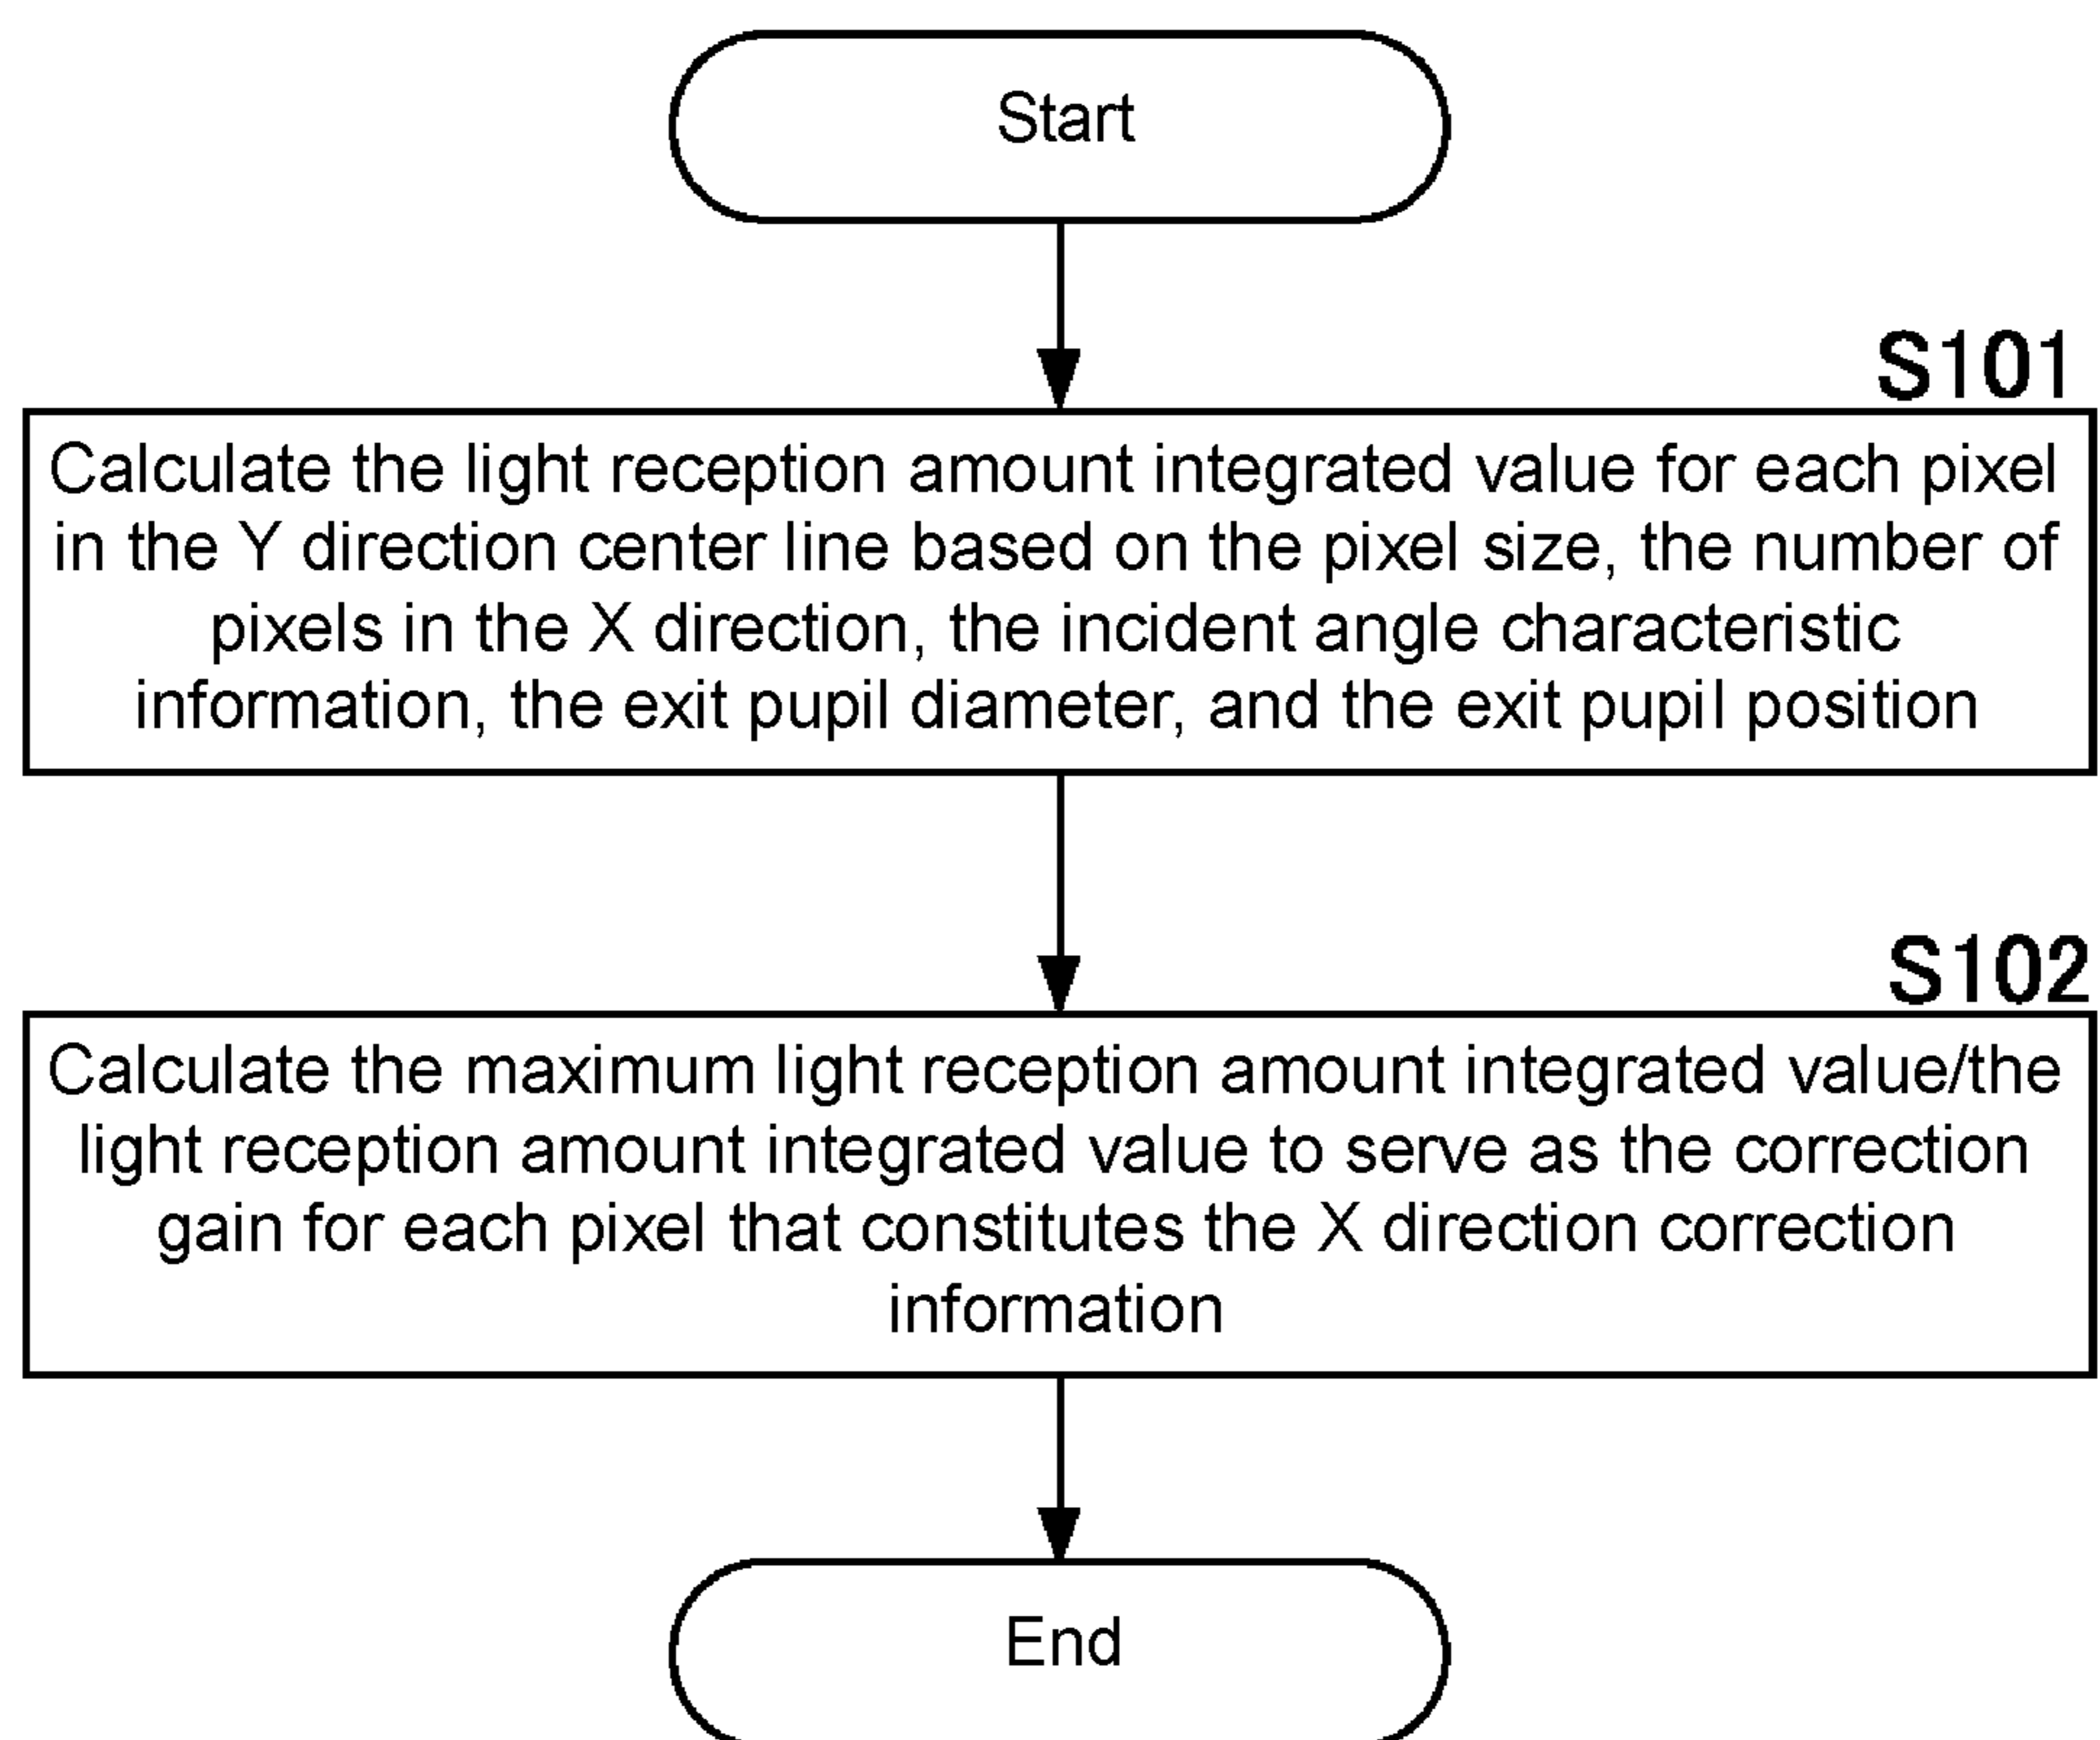 Start
S101
Calculate the light reception amount integrated value for each pixel
in the Y direction center line based on the pixel size, the number of
pixels in the X direction, the incident angle characteristic
information, the exit pupil diameter, and the exit pupil position
S102
Calculate the maximum light reception amount integrated value/the
light reception amount integrated value to serve as the correction
gain for each pixel that constitutes the X direction correction
information
End